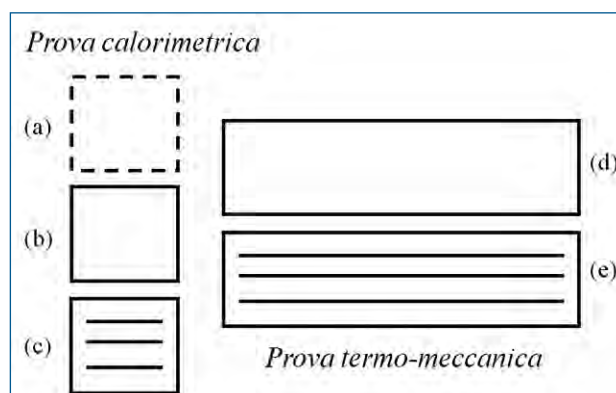 Prova calorimetrica
(a)
(b)
(c)
(d)
(e)
Prova termo-meccanica